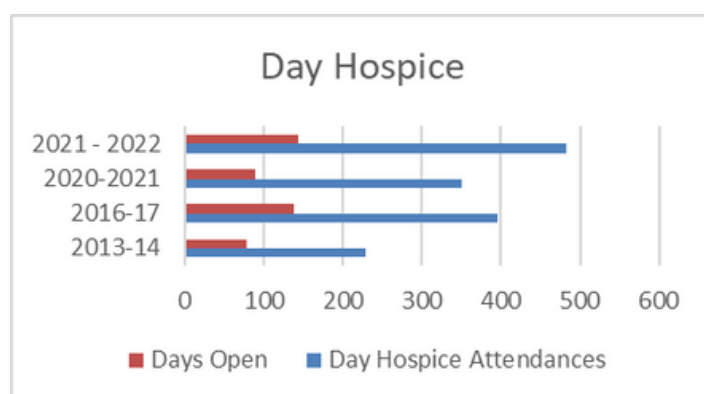 Day Hospice
2021 - 2022
2020-2021
2016-17
2013-14
0 100 200 300 400 500 600
Days Open Day Hospice Attendances